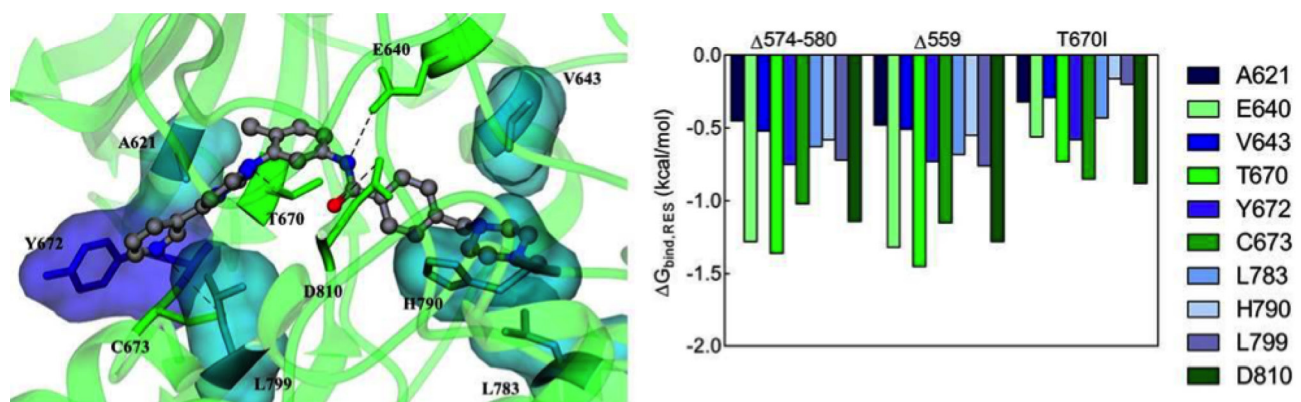 E640
V643
A621
T670
Y672
D810
H790
C673
L799
L783
Δ574-580 Δ559 T670I
0.0
-0.5
-1.0
-1.5
-2.0
ΔGbind,RES (kcal/mol)
A621
E640
V643
T670
Y672
C673
L783
H790
L799
D810